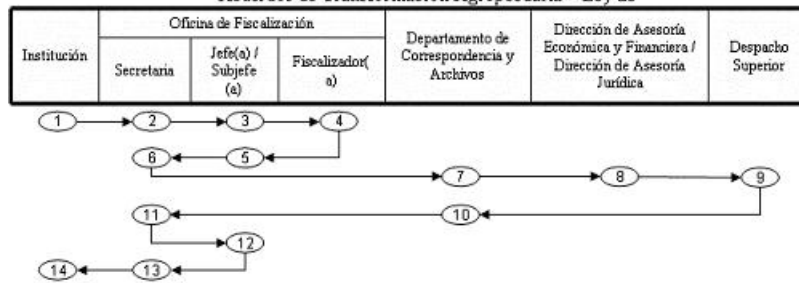 Oficina de Fiscalización
Institución
Secretaria
Jefe(a) /
Subjefe
(a)
Fiscalizador(
a)
Departamento de
Correspondencia y
Archivos
Dirección de Asesoría
Económica y Financiera /
Dirección de Asesoría
Jurídica
Despacho
Superior
1 2 3 4
6 5
7 8 9
11 10
12
14 13